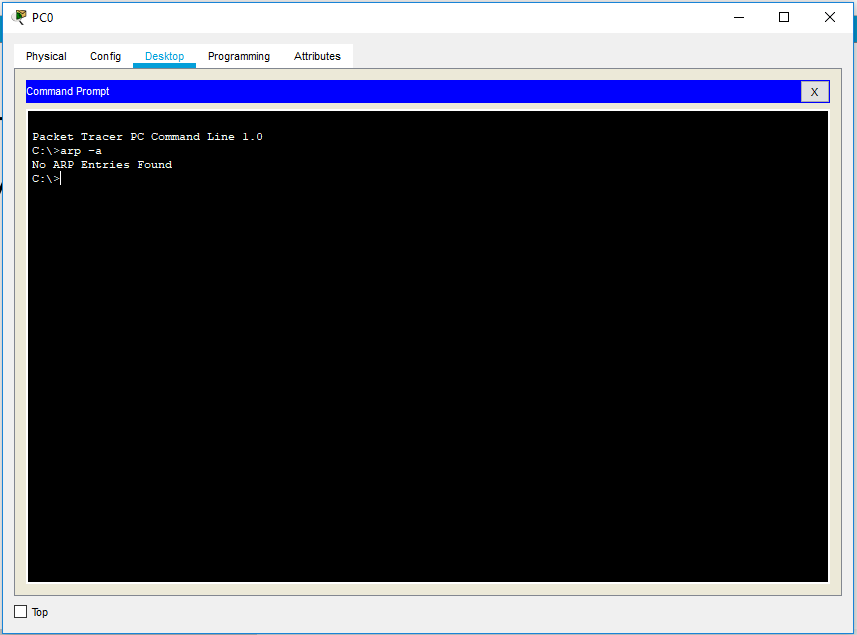 PC0
Physical Config Desktop Programming Attributes
Command Prompt X
Packet Tracer PC Command Line 1.0
C:\>arp -a
No ARP Entries Found
C:\>
Top